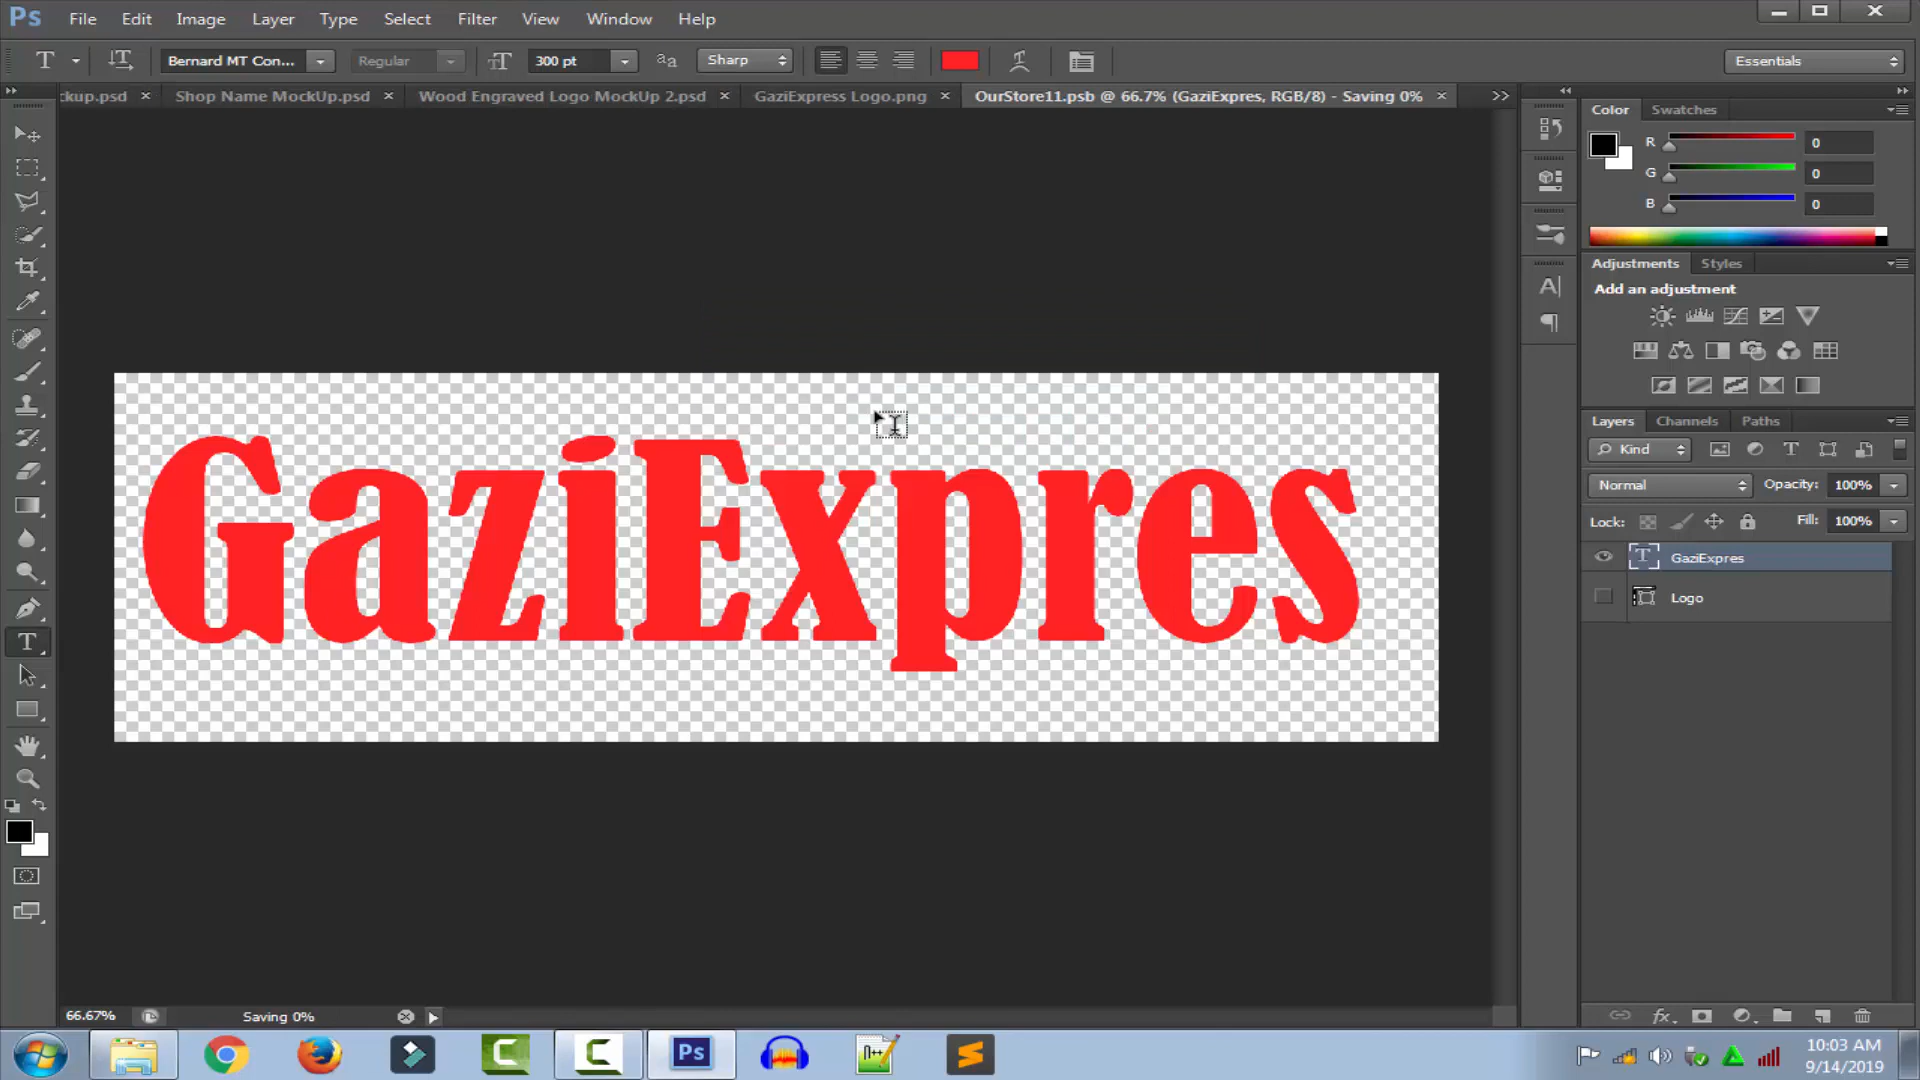 Ps File Edit Image Layer Type Select Filter View Window Help
T Bernard MT Con... Regular 300 pt Sharp Essentials
ckup.psd × Shop Name MockUp.psd × Wood Engraved Logo MockUp 2.psd × GaziExpress Logo.png × OurStore11.psb @ 66.7% (GaziExpres, RGB/8) - Saving 0% ×
Color Swatches
R 0
G 0
B 0
Adjustments Styles
Add an adjustment
Layers Channels Paths
Kind
Normal Opacity: 100%
Lock: Fill: 100%
GaziExpres
Logo
GaziExpres
66.67% Saving 0%
10:03 AM
9/14/2019